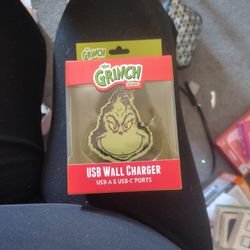 THE
GRINCH
THE
GRINCH
USB WALL CHARGER
USB-A & USB-C PORTS